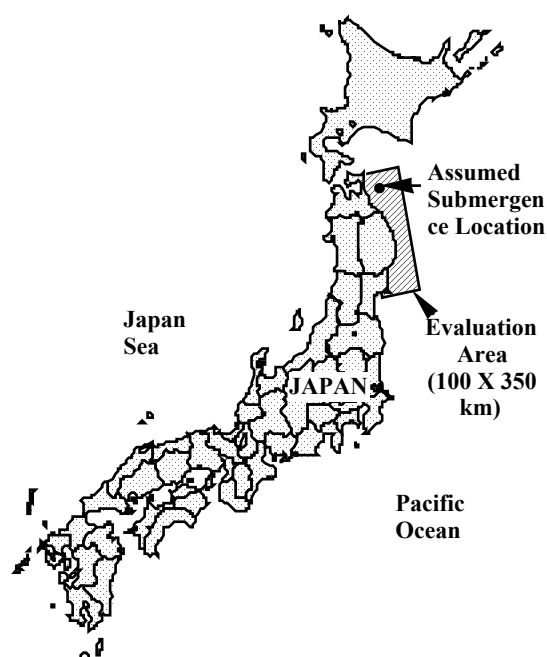 Assumed
Submergen
ce Location
Japan
Sea
Evaluation
Area
(100 X 350
km)
JAPAN
Pacific
Ocean